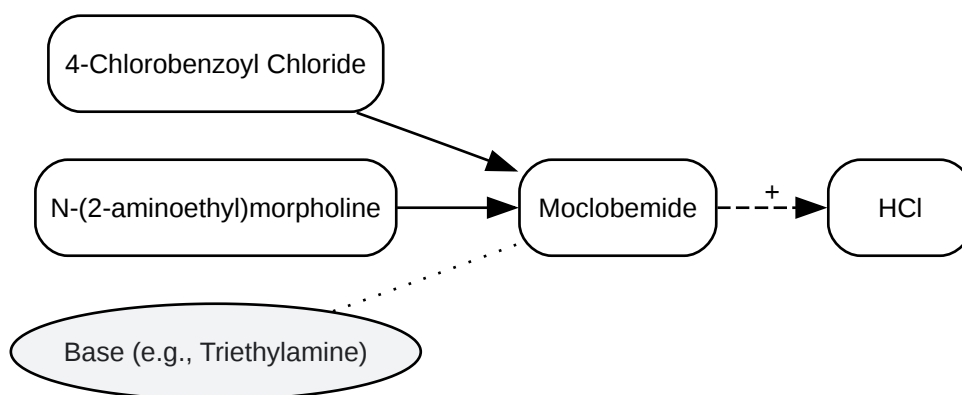 4-Chlorobenzoyl Chloride
N-(2-aminoethyl)morpholine
Moclobemide
+
HCl
Base (e.g., Triethylamine)